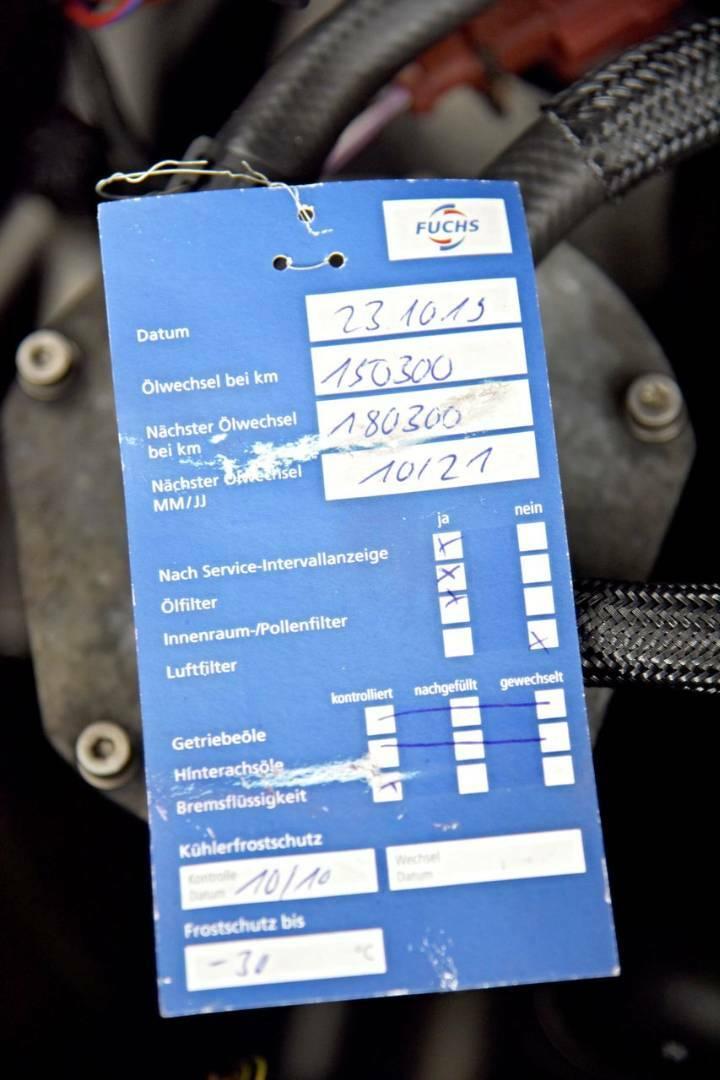 FUCHS
Datum 23.10.19
Ölwechsel bei km 150300
Nächster Ölwechsel
bei km 180300
Nächster Ölwechsel
MM/JJ 10/21
ja nein
Nach Service-Intervallanzeige
Ölfilter
Innenraum-/Pollenfilter
Luftfilter
kontrolliert nachgefüllt gewechselt
Getriebeöle
Hinterachsöle
Bremsflüssigkeit
Kühlerfrostschutz
Kontrolle
Datum 10/10
Wechsel
Datum
Frostschutz bis
-30 °C